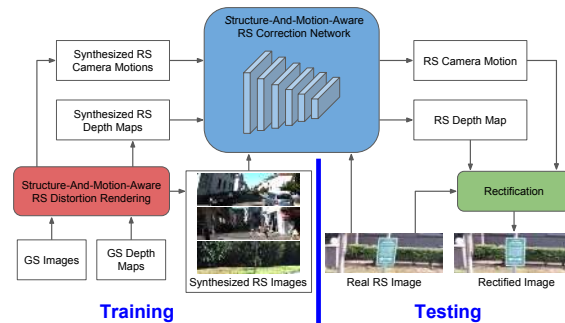 Structure-And-Motion-Aware
RS Correction Network
Synthesized RS
Camera Motions
RS Camera Motion
Synthesized RS
Depth Maps
RS Depth Map
Structure-And-Motion-Aware
RS Distortion Rendering
Rectification
GS Images
GS Depth
Maps
Synthesized RS Images
Real RS Image
Rectified Image
Training
Testing